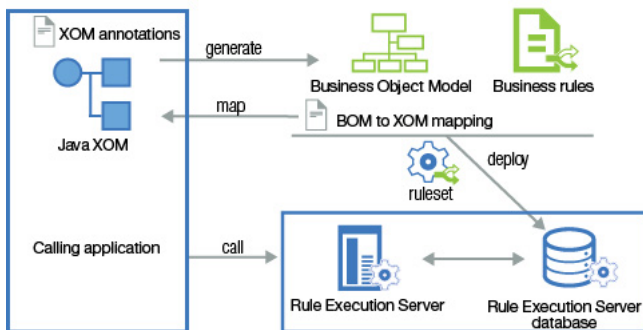 XOM annotations
generate
Business Object Model
Business rules
map
BOM to XOM mapping
Java XOM
deploy
ruleset
Calling application
call
Rule Execution Server
Rule Execution Server
database